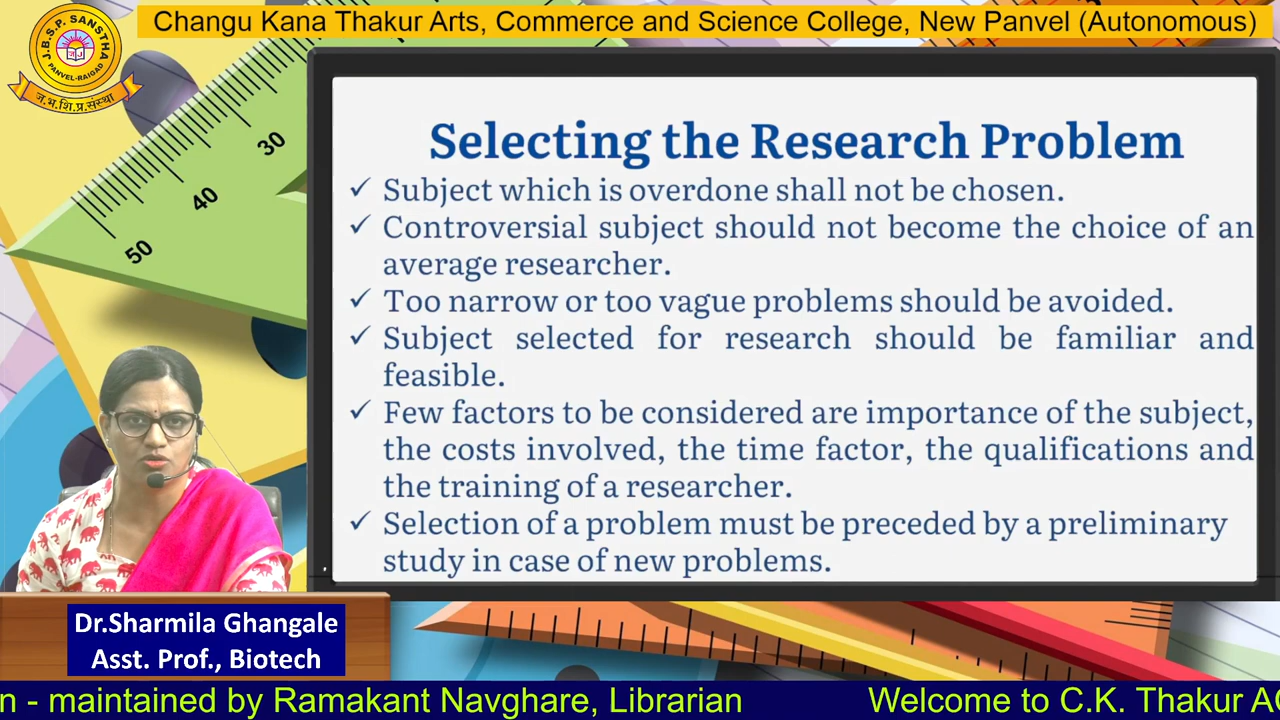 Changu Kana Thakur Arts, Commerce and Science College, New Panvel (Autonomous)
J.B.S.P. SANSTHA
PANVEL-RAIGAD
ज.भ.शि.प्र.संस्था
30
40
50
Selecting the Research Problem
✓ Subject which is overdone shall not be chosen.
✓ Controversial subject should not become the choice of an
average researcher.
✓ Too narrow or too vague problems should be avoided.
✓ Subject selected for research should be familiar and
feasible.
✓ Few factors to be considered are importance of the subject,
the costs involved, the time factor, the qualifications and
the training of a researcher.
✓ Selection of a problem must be preceded by a preliminary
study in case of new problems.
Dr.Sharmila Ghangale
Asst. Prof., Biotech
n - maintained by Ramakant Navghare, Librarian Welcome to C.K. Thakur